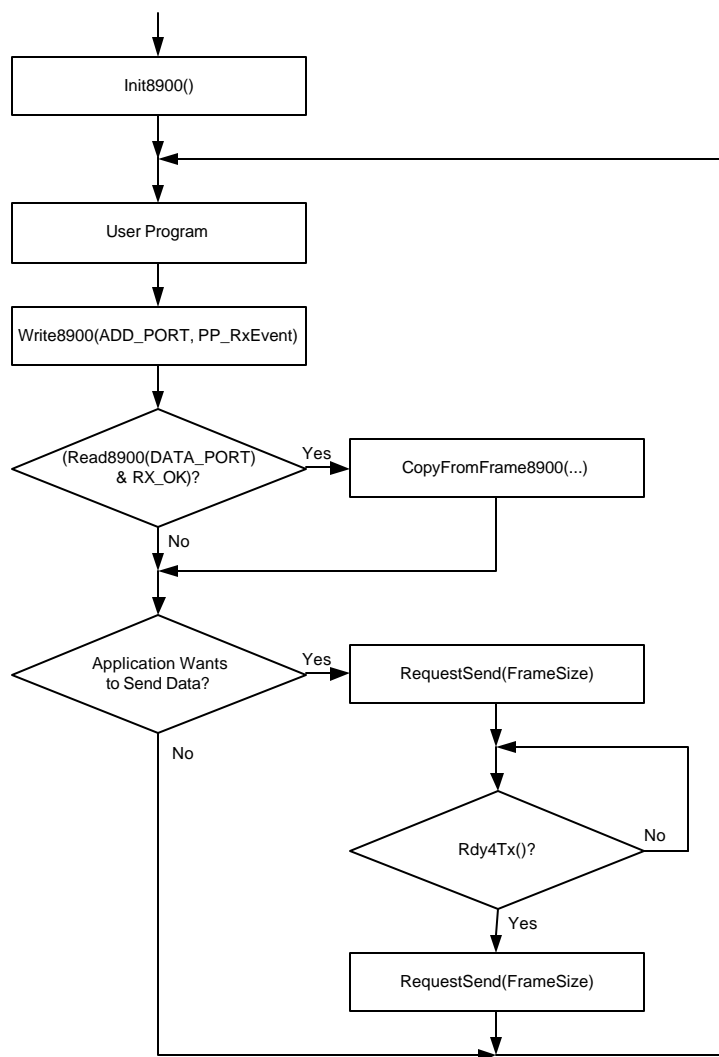 Init8900()
User Program
Write8900(ADD_PORT, PP_RxEvent)
(Read8900(DATA_PORT)
& RX_OK)?
Yes
CopyFromFrame8900(...)
No
Application Wants
to Send Data?
Yes
RequestSend(FrameSize)
No
Rdy4Tx()?
No
Yes
RequestSend(FrameSize)